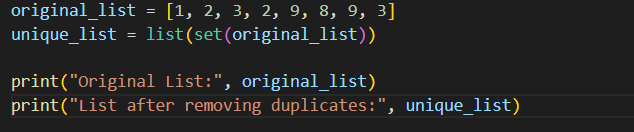 original_list = [1, 2, 3, 2, 9, 8, 9, 3]
unique_list = list(set(original_list))
print("Original List:", original_list)
print("List after removing duplicates:", unique_list)